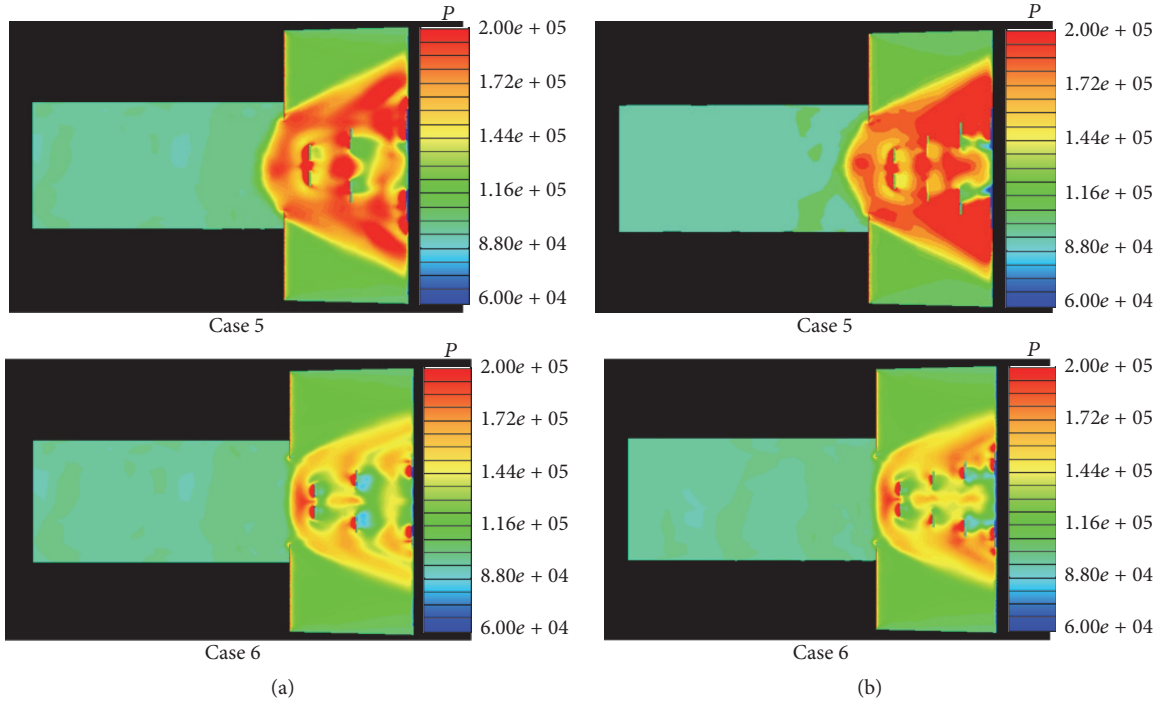 P
2.00e + 05
1.72e + 05
1.44e + 05
1.16e + 05
8.80e + 04
6.00e + 04
Case 5
P
2.00e + 05
1.72e + 05
1.44e + 05
1.16e + 05
8.80e + 04
6.00e + 04
Case 5
P
2.00e + 05
1.72e + 05
1.44e + 05
1.16e + 05
8.80e + 04
6.00e + 04
Case 6
P
2.00e + 05
1.72e + 05
1.44e + 05
1.16e + 05
8.80e + 04
6.00e + 04
Case 6
(a)
(b)